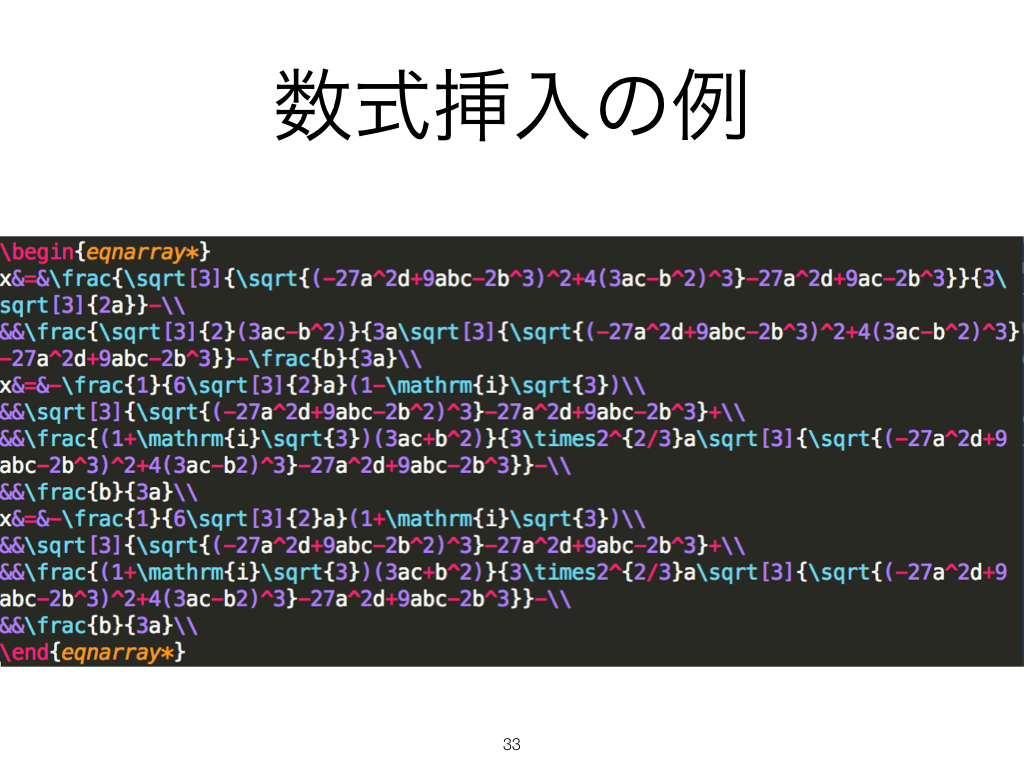 数式挿入の例
\begin{eqnarray*}
x&=&\frac{\sqrt[3]{\sqrt{(-27a^2d+9abc-2b^3)^2+4(3ac-b^2)^3}-27a^2d+9ac-2b^3}}{3\
sqrt[3]{2a}}-\\
&&\frac{\sqrt[3]{2}(3ac-b^2)}{3a\sqrt[3]{\sqrt{(-27a^2d+9abc-2b^3)^2+4(3ac-b^2)^3}
-27a^2d+9abc-2b^3}}-\frac{b}{3a}\\
x&=&-\frac{1}{6\sqrt[3]{2}a}(1-\mathrm{i}\sqrt{3})\\
&&\sqrt[3]{\sqrt{(-27a^2d+9abc-2b^2)^3}-27a^2d+9abc-2b^3}+\\
&&\frac{(1+\mathrm{i}\sqrt{3})(3ac+b^2)}{3\times2^{2/3}a\sqrt[3]{\sqrt{(-27a^2d+9
abc-2b^3)^2+4(3ac-b2)^3}-27a^2d+9abc-2b^3}}-\\
&&\frac{b}{3a}\\
x&=&-\frac{1}{6\sqrt[3]{2}a}(1+\mathrm{i}\sqrt{3})\\
&&\sqrt[3]{\sqrt{(-27a^2d+9abc-2b^2)^3}-27a^2d+9abc-2b^3}+\\
&&\frac{(1+\mathrm{i}\sqrt{3})(3ac+b^2)}{3\times2^{2/3}a\sqrt[3]{\sqrt{(-27a^2d+9
abc-2b^3)^2+4(3ac-b2)^3}-27a^2d+9abc-2b^3}}-\\
&&\frac{b}{3a}\\
\end{eqnarray*}
33